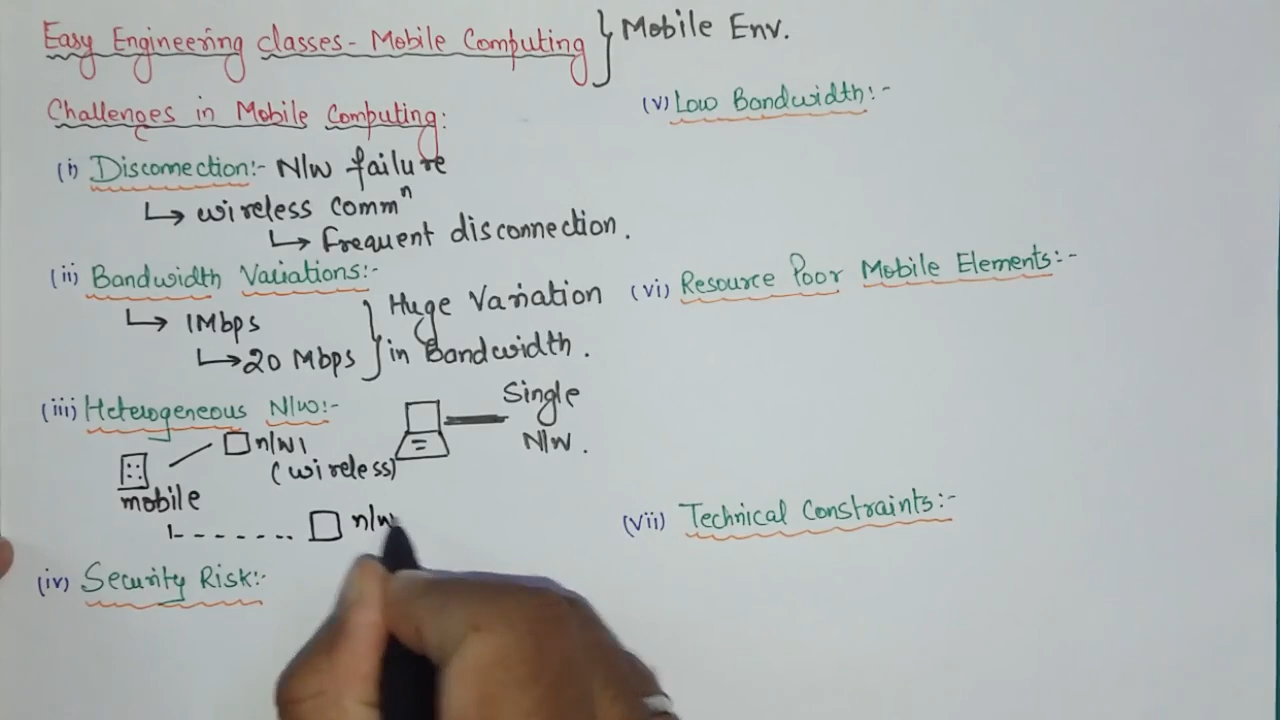 Easy Engineering classes - Mobile Computing } Mobile Env.
Challenges in Mobile Computing:
(i) Disconnection:- N/w failure
↳ wireless commⁿ
↳ frequent disconnection.
(ii) Bandwidth Variations:-
↳ 1Mbps
↳ 20 Mbps
} Huge Variation
in Bandwidth.
(iii) Heterogeneous N/w:-
n/w1
(wireless)
mobile
Single
N/W.
n/w
(iv) Security Risk:-
(v) Low Bandwidth:-
(vi) Resource Poor Mobile Elements:-
(vii) Technical Constraints:-